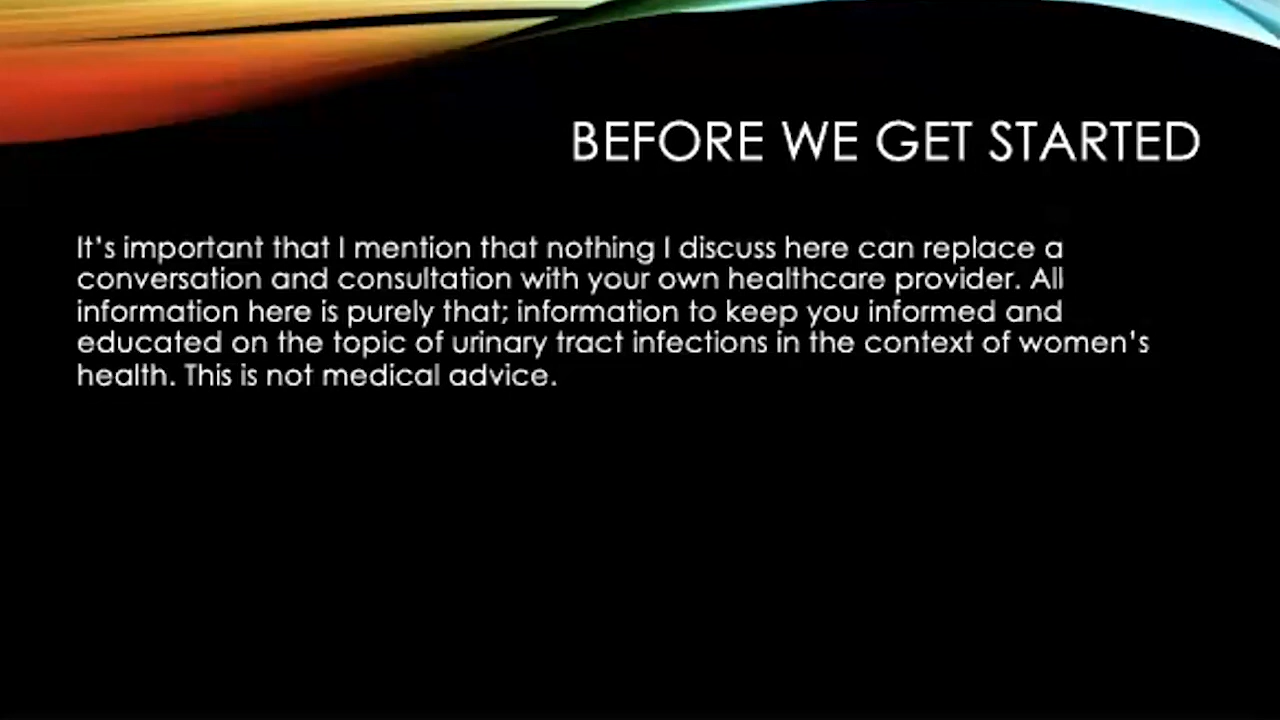 BEFORE WE GET STARTED
It’s important that I mention that nothing I discuss here can replace a
conversation and consultation with your own healthcare provider. All
information here is purely that; information to keep you informed and
educated on the topic of urinary tract infections in the context of women’s
health. This is not medical advice.